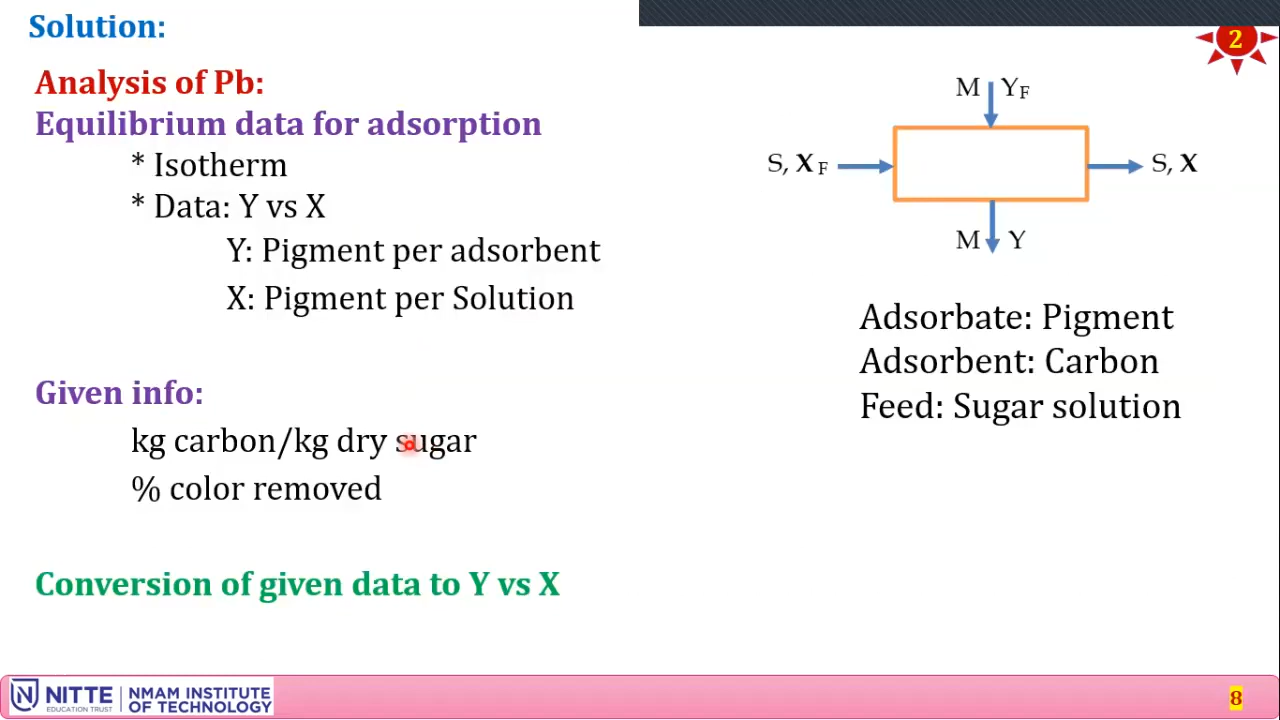 Solution:
2
Analysis of Pb:
Equilibrium data for adsorption
* Isotherm
* Data: Y vs X
Y: Pigment per adsorbent
X: Pigment per Solution
M Y_F
S, X_F
S, X
M Y
Adsorbate: Pigment
Adsorbent: Carbon
Feed: Sugar solution
Given info:
kg carbon/kg dry sugar
% color removed
Conversion of given data to Y vs X
NITTE
EDUCATION TRUST
NMAM INSTITUTE
OF TECHNOLOGY
8